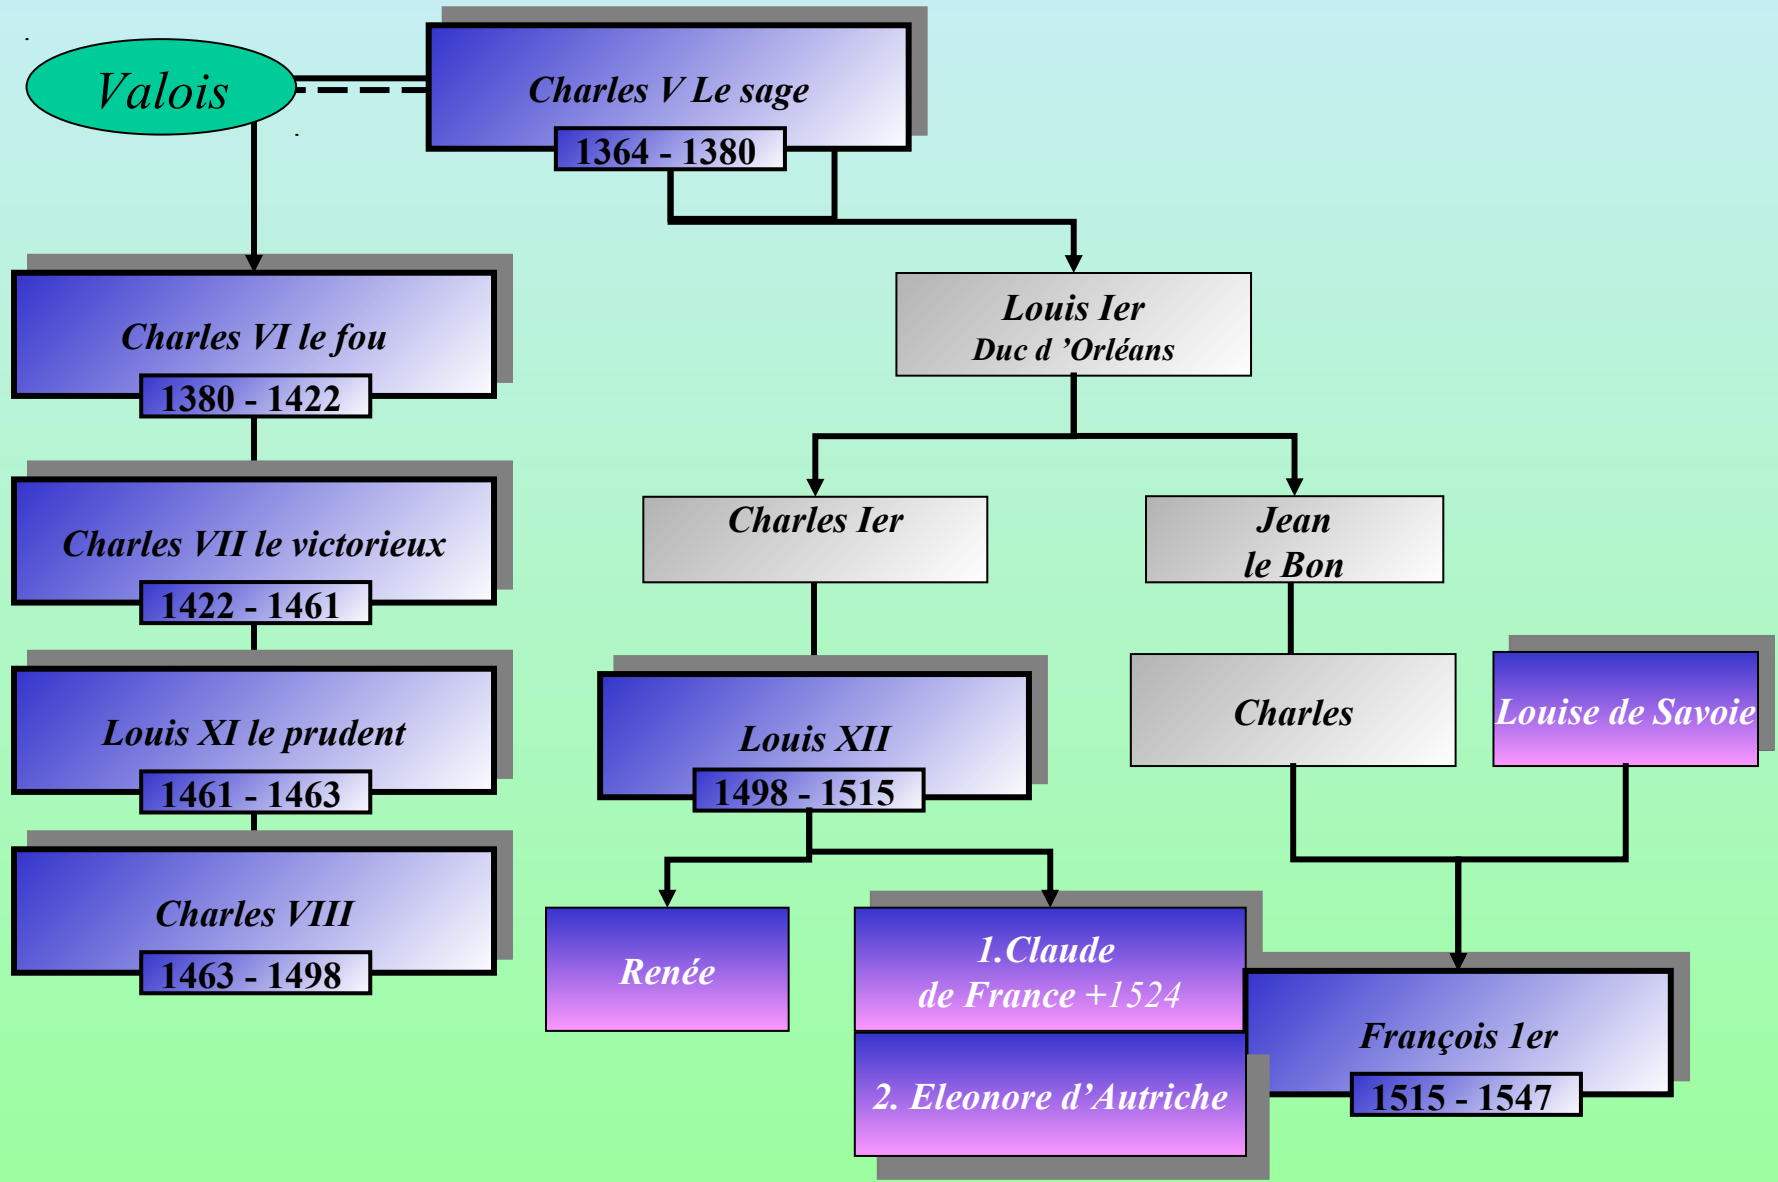 Valois
Charles V Le sage
1364 - 1380
Charles VI le fou
1380 - 1422
Charles VII le victorieux
1422 - 1461
Louis XI le prudent
1461 - 1463
Charles VIII
1463 - 1498
Louis Ier
Duc d ’Orléans
Charles Ier
Jean
le Bon
Louis XII
1498 - 1515
Charles
Louise de Savoie
Renée
1.Claude
de France +1524
2. Eleonore d’Autriche
François 1er
1515 - 1547